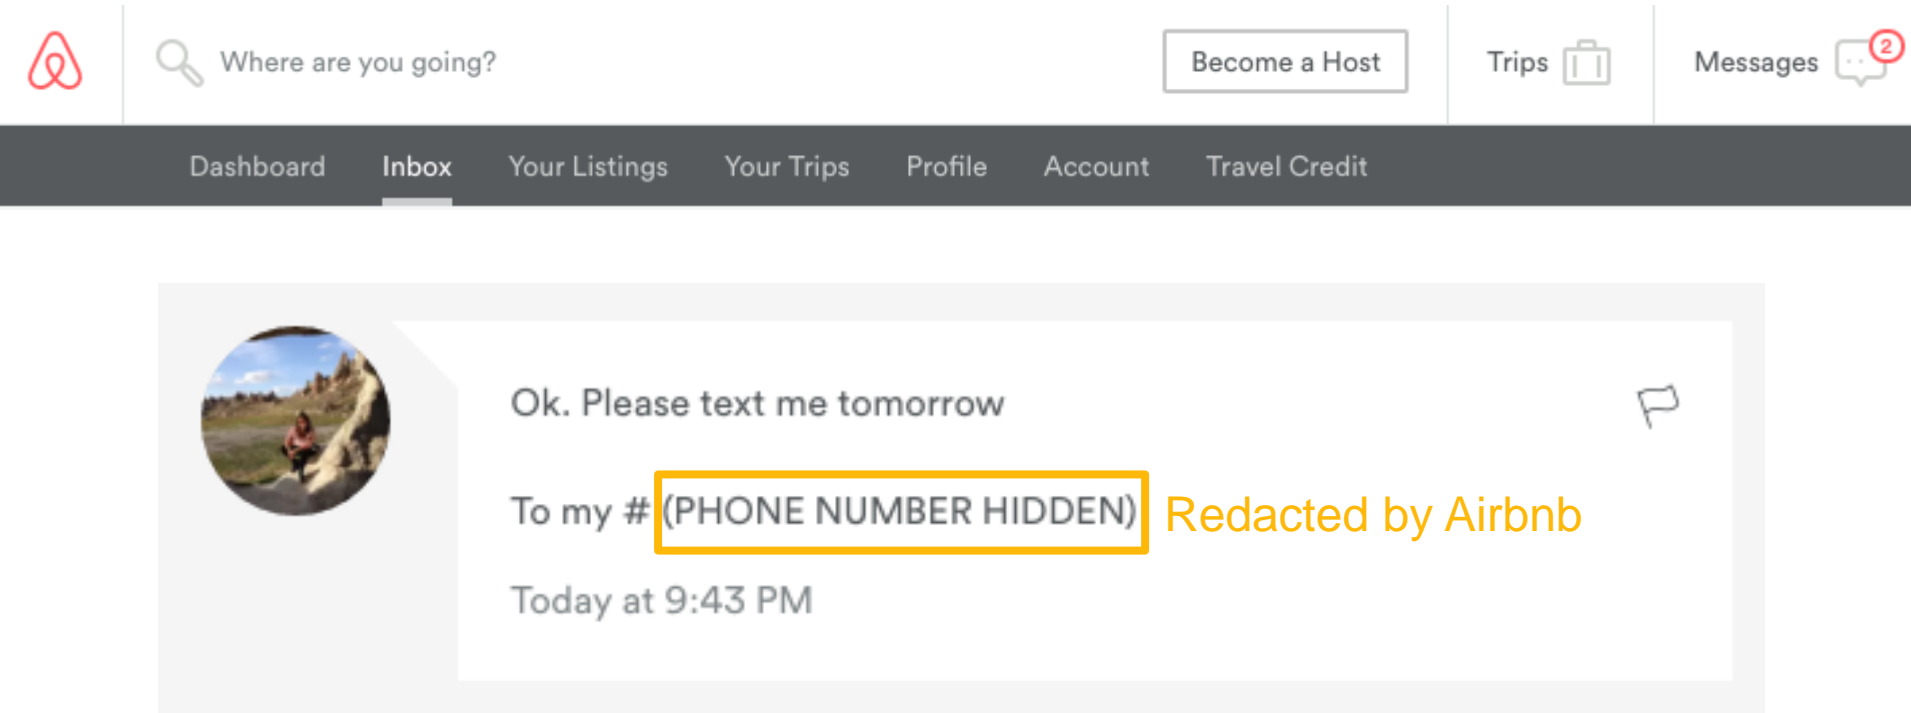 Where are you going?
Become a Host
Trips
Messages
2
Dashboard Inbox Your Listings Your Trips Profile Account Travel Credit
Ok. Please text me tomorrow
To my # (PHONE NUMBER HIDDEN) Redacted by Airbnb
Today at 9:43 PM